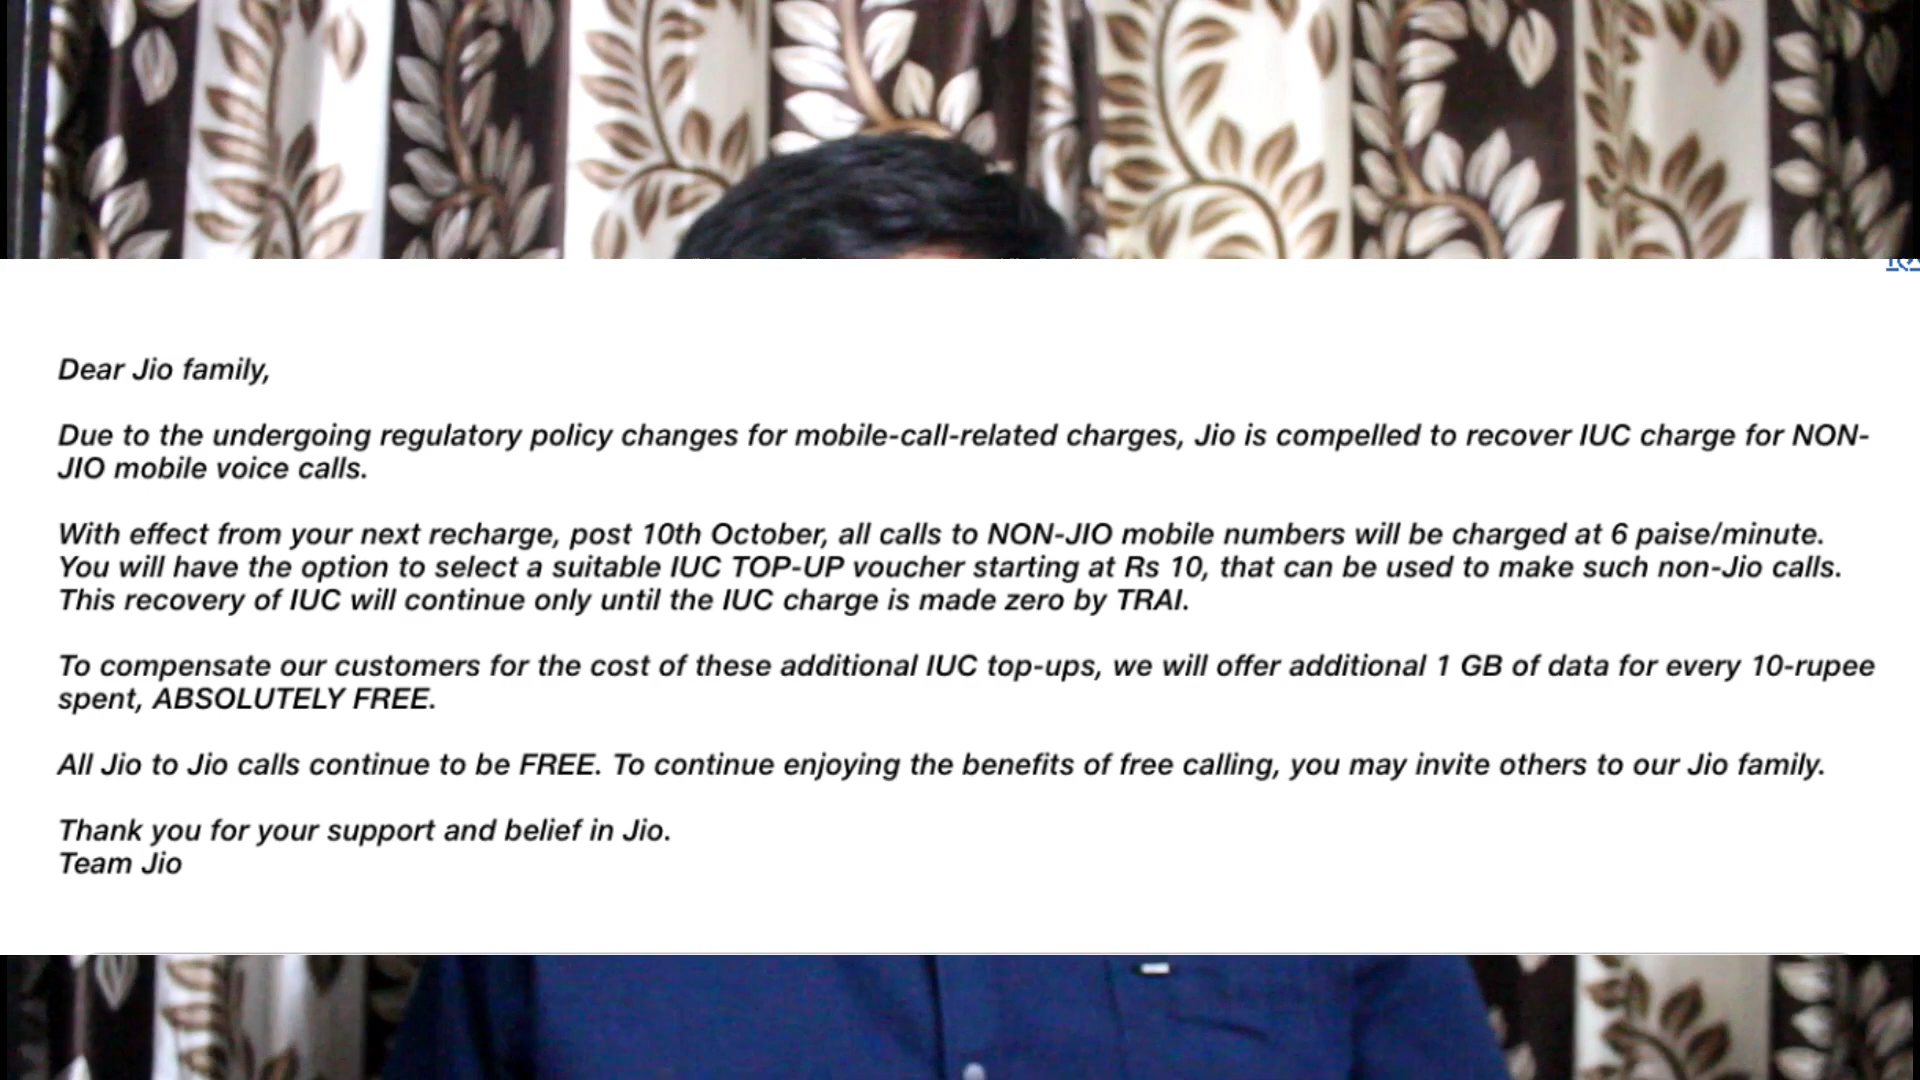 Dear Jio family,
Due to the undergoing regulatory policy changes for mobile-call-related charges, Jio is compelled to recover IUC charge for NON-
JIO mobile voice calls.
With effect from your next recharge, post 10th October, all calls to NON-JIO mobile numbers will be charged at 6 paise/minute.
You will have the option to select a suitable IUC TOP-UP voucher starting at Rs 10, that can be used to make such non-Jio calls.
This recovery of IUC will continue only until the IUC charge is made zero by TRAI.
To compensate our customers for the cost of these additional IUC top-ups, we will offer additional 1 GB of data for every 10-rupee
spent, ABSOLUTELY FREE.
All Jio to Jio calls continue to be FREE. To continue enjoying the benefits of free calling, you may invite others to our Jio family.
Thank you for your support and belief in Jio.
Team Jio